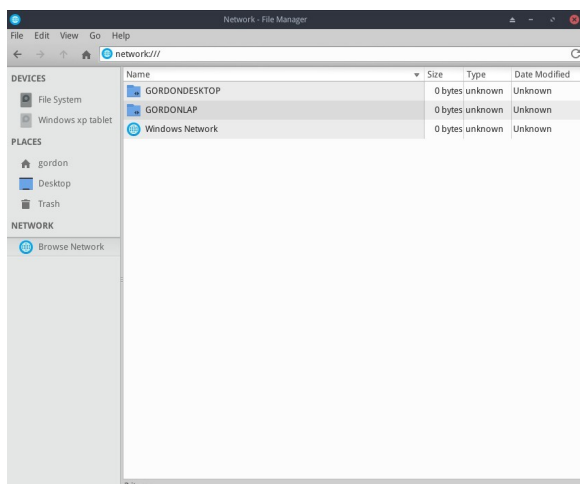 Network - File Manager
File Edit View Go Help
network:///
DEVICES
File System
Windows xp tablet
PLACES
gordon
Desktop
Trash
NETWORK
Browse Network
Name Size Type Date Modified
GORDONDESKTOP 0 bytes unknown Unknown
GORDONLAP 0 bytes unknown Unknown
Windows Network 0 bytes unknown Unknown